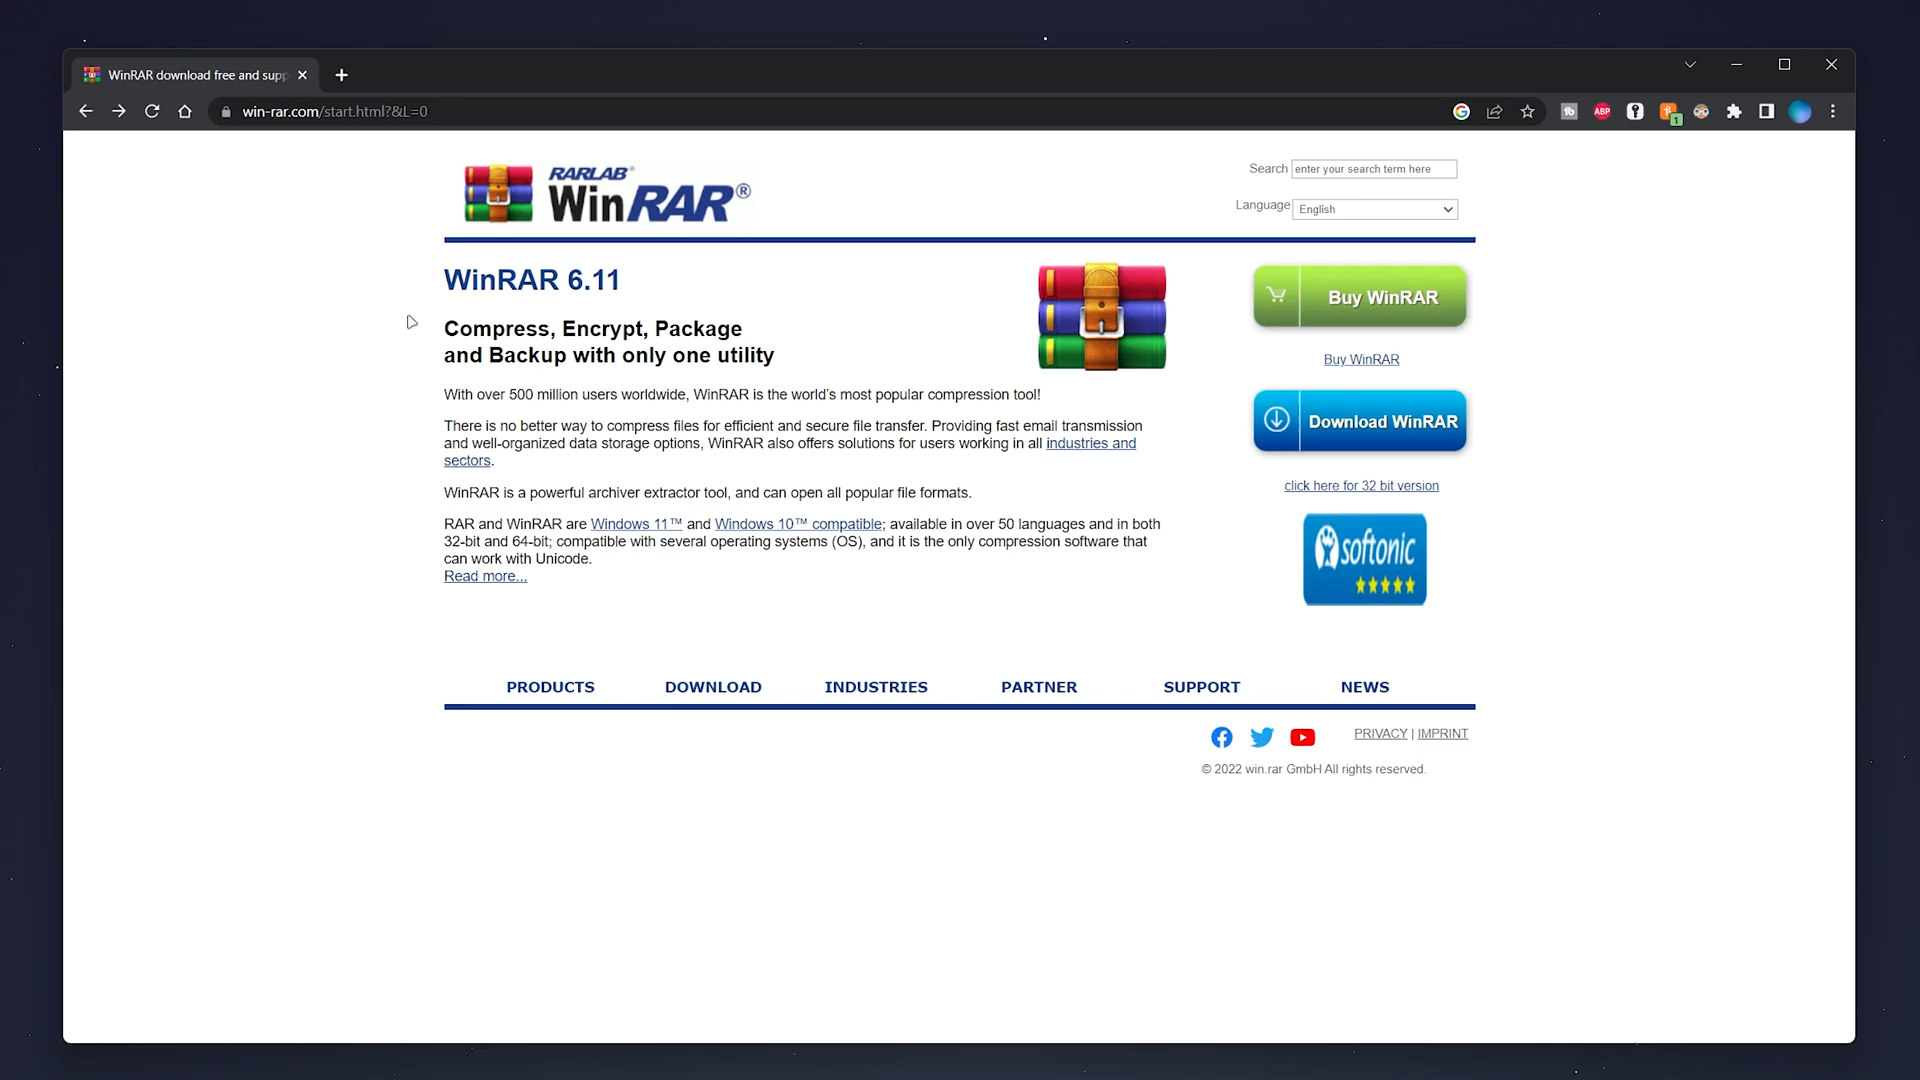 WinRAR download free and supp
win-rar.com/start.html?&L=0
ABP
1
RARLAB®
WinRAR®
Search enter your search term here
Language English
WinRAR 6.11
Compress, Encrypt, Package
and Backup with only one utility
With over 500 million users worldwide, WinRAR is the world's most popular compression tool!
There is no better way to compress files for efficient and secure file transfer. Providing fast email transmission
and well-organized data storage options, WinRAR also offers solutions for users working in all industries and
sectors.
WinRAR is a powerful archiver extractor tool, and can open all popular file formats.
RAR and WinRAR are Windows 11™ and Windows 10™ compatible; available in over 50 languages and in both
32-bit and 64-bit; compatible with several operating systems (OS), and it is the only compression software that
can work with Unicode.
Read more...
Buy WinRAR
Buy WinRAR
Download WinRAR
click here for 32 bit version
softonic
PRODUCTS DOWNLOAD INDUSTRIES PARTNER SUPPORT NEWS
PRIVACY | IMPRINT
© 2022 win.rar GmbH All rights reserved.